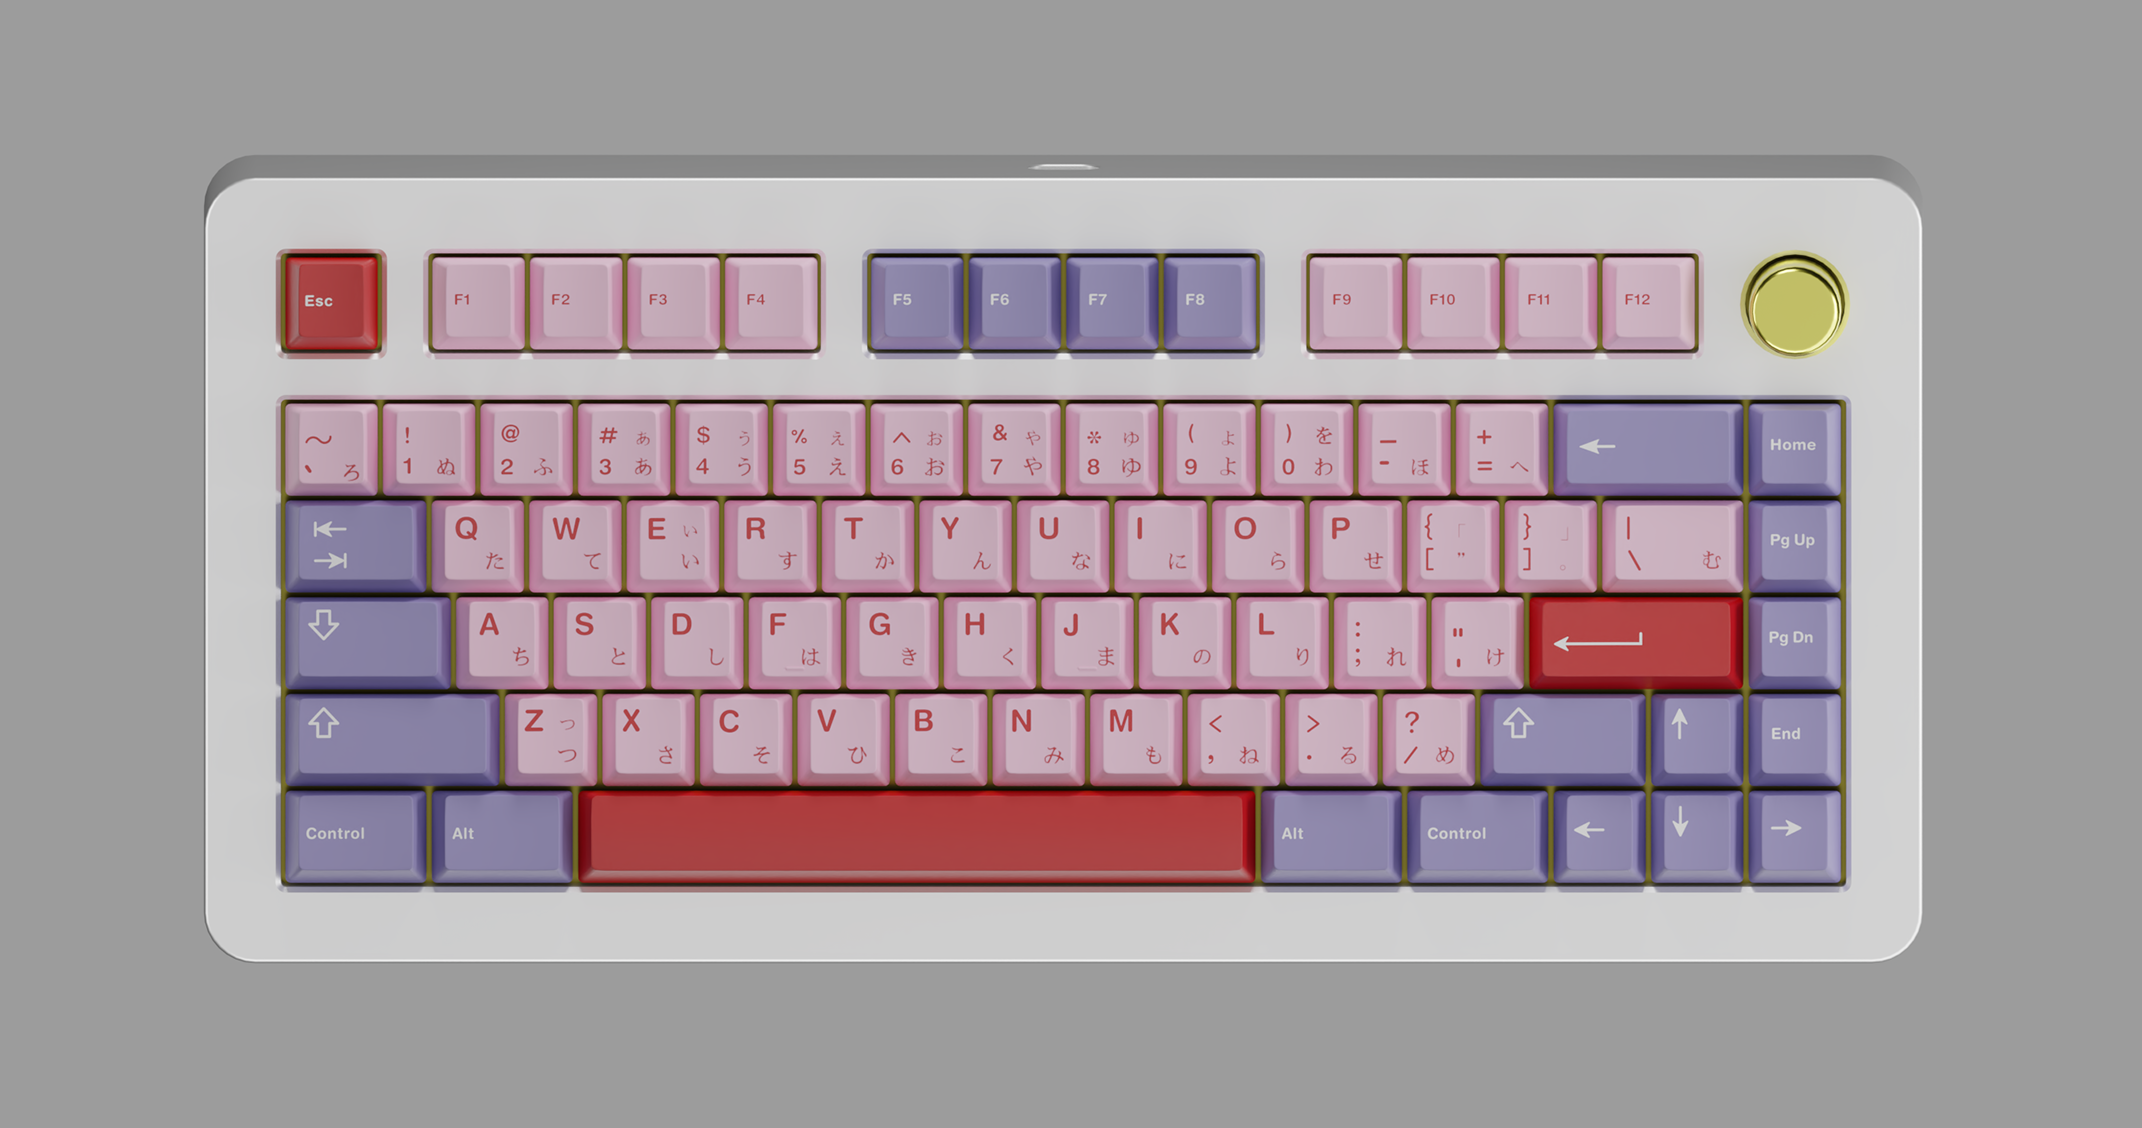 Esc F1 F2 F3 F4 F5 F6 F7 F8 F9 F10 F11 F12
~ ! @ # ぁ $ ぅ % ぇ ^ ぉ & ゃ * ゅ ( ょ ) を _ +
` ろ 1 ぬ 2 ふ 3 あ 4 う 5 え 6 お 7 や 8 ゆ 9 よ 0 わ - ほ = へ ← Home
⇤ Q W E ぃ R T Y U I O P { 「 } 」 | Pg Up
⇥ た て い す か ん な に ら せ [ " ] 。 \ む
⇩ A S D F G H J K L : " ↵ Pg Dn
ち と し _は き く _ま の り ; れ ' け
⇧ Z っ X C V B N M < > ? ⇧ ↑ End
つ さ そ ひ こ み も , ね . る / め
Control Alt Alt Control ← ↓ →